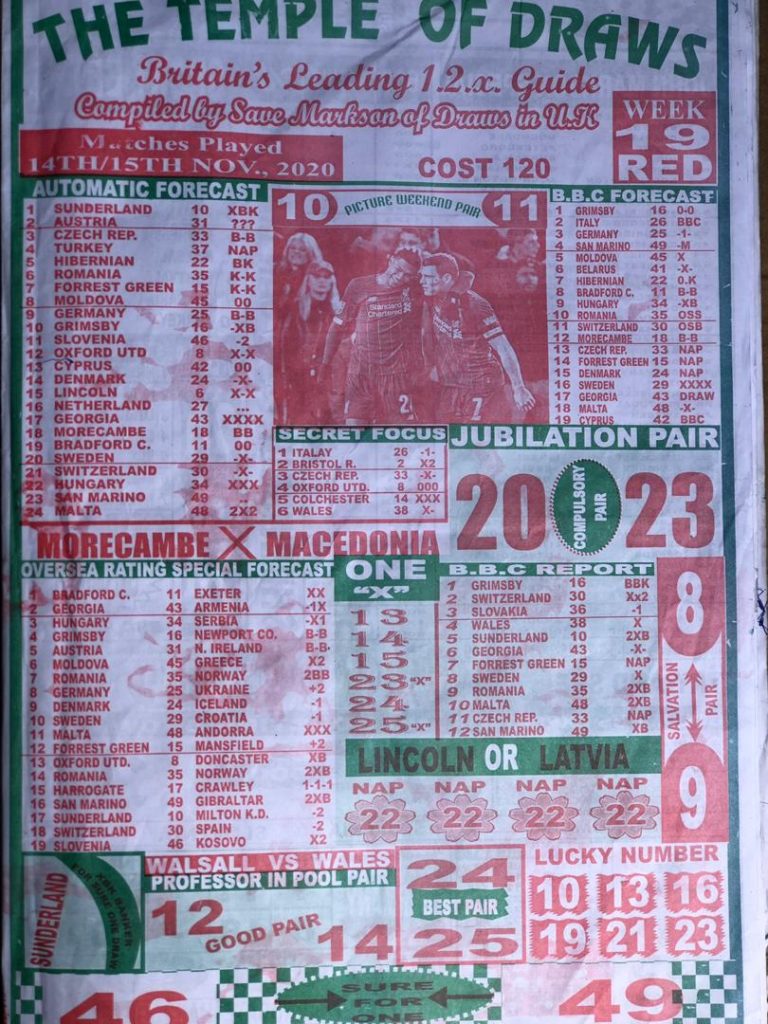 THE TEMPLE OF DRAWS
Britain's Leading 1.2.x. Guide
Compiled by Save Markson of Draws in U.K
Matches Played
14TH/15TH NOV., 2020
COST 120
WEEK
19
RED
AUTOMATIC FORECAST
1 SUNDERLAND 10 XBK
2 AUSTRIA 31 ???
3 CZECH REP. 33 B-B
4 TURKEY 37 NAP
5 HIBERNIAN 22 BK
6 ROMANIA 35 K-K
7 FORREST GREEN 15 K-K
8 MOLDOVA 45 00
9 GERMANY 25 B-B
10 GRIMSBY 16 -XB
11 SLOVENIA 46 -2
12 OXFORD UTD 8 X-X
13 CYPRUS 42 00
14 DENMARK 24 -X-
15 LINCOLN 6 X-X
16 NETHERLAND 27 ...
17 GEORGIA 43 XXXX
18 MORECAMBE 18 BB
19 BRADFORD C. 11 00
20 SWEDEN 29 -X-
21 SWITZERLAND 30 -X-
22 HUNGARY 34 XXX
23 SAN MARINO 49 ..
24 MALTA 48 2X2
10 PICTURE WEEKEND PAIR 11
Standard
Chartered
2
7
B.B.C FORECAST
1 GRIMSBY 16 0-0
2 ITALY 26 BBC
3 GERMANY 25 -1-
4 SAN MARINO 49 -M
5 MOLDOVA 45 X
6 BELARUS 41 -X-
7 HIBERNIAN 22 0.K
8 BRADFORD C. 11 B-B
9 HUNGARY 34 -XB
10 ROMANIA 35 OSS
11 SWITZERLAND 30 OSB
12 MORECAMBE 18 B-B
13 CZECH REP. 33 NAP
14 FORREST GREEN 15 NAP
15 DENMARK 24 NAP
16 SWEDEN 29 XXXX
17 GEORGIA 43 DRAW
18 MALTA 48 -X-
19 CYPRUS 42 BBC
SECRET FOCUS
1 ITALAY 26 -1-
2 BRISTOL R. 2 X2
3 CZECH REP. 33 -X-
4 OXFORD UTD. 8 000
5 COLCHESTER 14 XXX
6 WALES 38 X-
JUBILATION PAIR
20 COMPULSORY PAIR 23
MORECAMBE X MACEDONIA
OVERSEA RATING SPECIAL FORECAST
1 BRADFORD C. 11 EXETER XX
2 GEORGIA 43 ARMENIA -1X
3 HUNGARY 34 SERBIA -X1
4 GRIMSBY 16 NEWPORT CO. B-B
5 AUSTRIA 31 N. IRELAND B-B-
6 MOLDOVA 45 GREECE X2
7 ROMANIA 35 NORWAY 2BB
8 GERMANY 25 UKRAINE +2
9 DENMARK 24 ICELAND -1
10 SWEDEN 29 CROATIA -1
11 MALTA 48 ANDORRA XXX
12 FORREST GREEN 15 MANSFIELD +2
13 OXFORD UTD. 8 DONCASTER XB
14 ROMANIA 35 NORWAY 2XB
15 HARROGATE 17 CRAWLEY 1-1-1
16 SAN MARINO 49 GIBRALTAR 2XB
17 SUNDERLAND 10 MILTON K.D. -2
18 SWITZERLAND 30 SPAIN -2
19 SLOVENIA 46 KOSOVO X2
ONE
"X"
13
14
15
23 "X"
24
25 "X"
B.B.C REPORT
1 GRIMSBY 16 BBK
2 SWITZERLAND 30 Xx2
3 SLOVAKIA 36 -1
4 WALES 38 X
5 SUNDERLAND 10 2XB
6 GEORGIA 43 -X-
7 FORREST GREEN 15 NAP
8 SWEDEN 29 X
9 ROMANIA 35 2XB
10 MALTA 48 2XB
11 CZECH REP. 33 NAP
12 SAN MARINO 49 XB
8
SALVATION PAIR
9
LINCOLN OR LATVIA
NAP NAP NAP NAP
22 22 22 22
SUNDERLAND
XBK BANKER
FOR SURE ONE DRAW
WALSALL VS WALES
PROFESSOR IN POOL PAIR
12 GOOD PAIR 14
24
BEST PAIR
25
LUCKY NUMBER
10 13 16
19 21 23
46
SURE
FOR
ONE
49